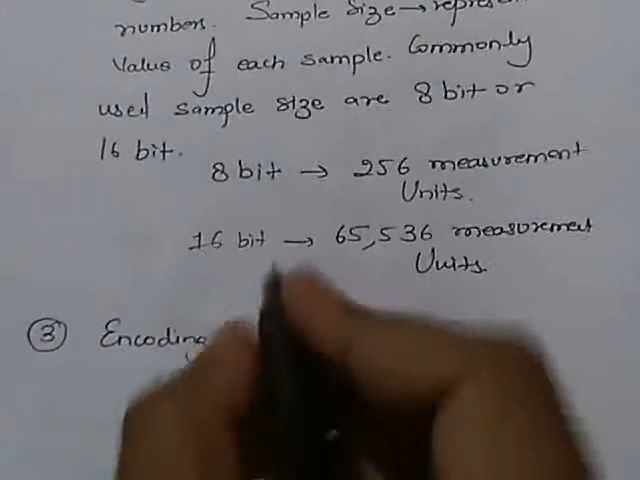 numbers. Sample Size →
Value of each sample. Commonly
used sample size are 8 bit or
16 bit.
8 bit → 256 measurement
Units.
16 bit → 65,536 measurement
Units.
③ Encoding